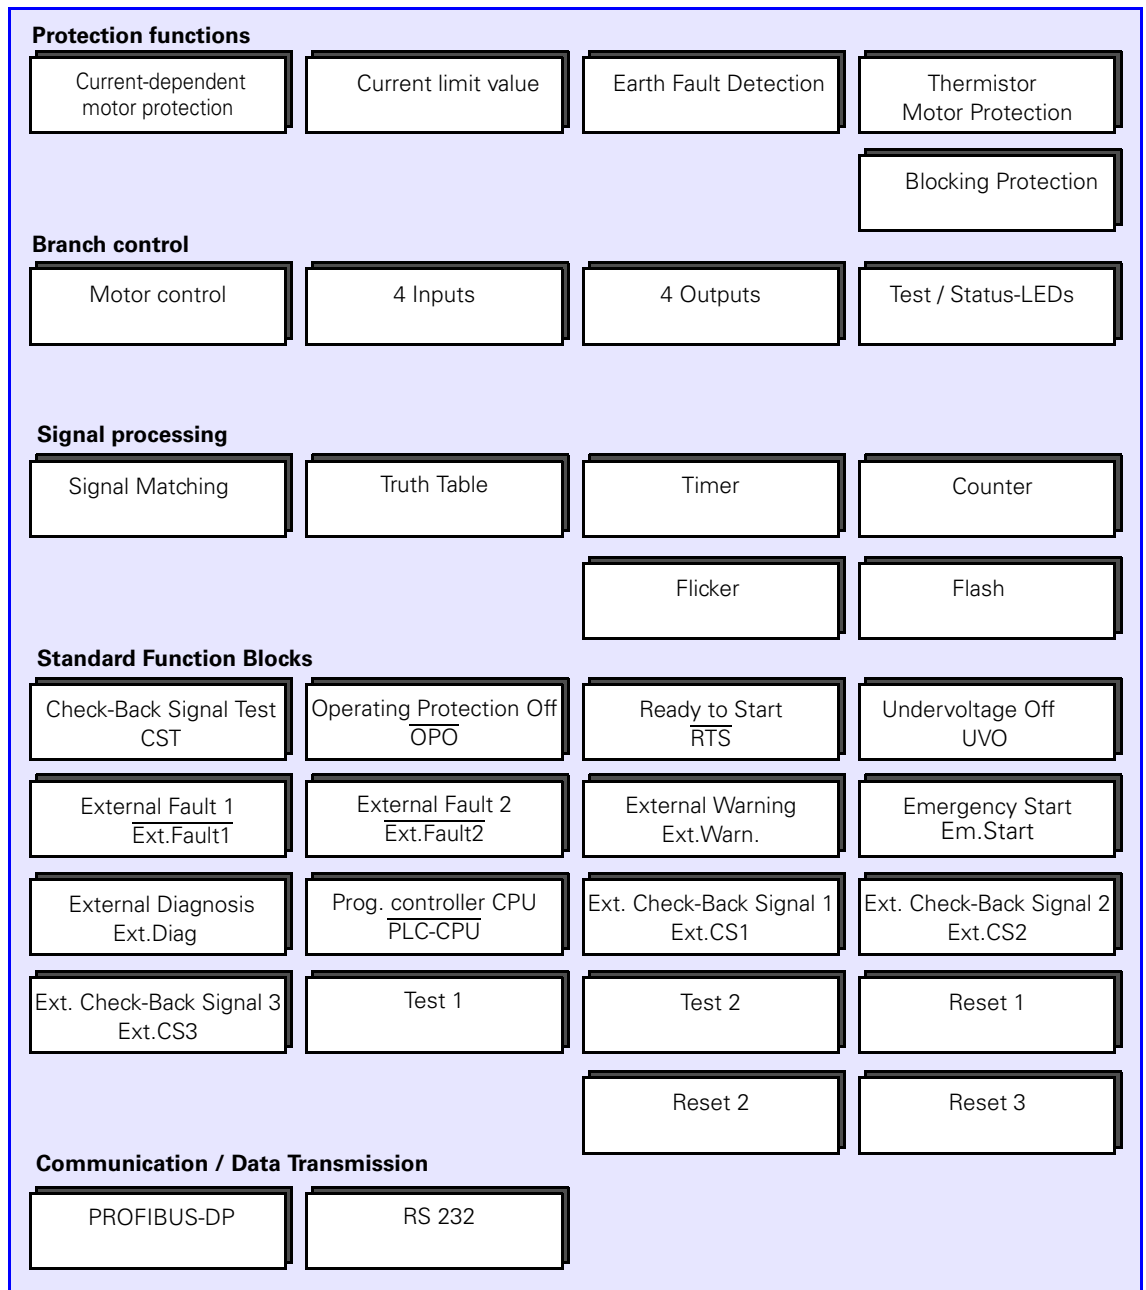 Protection functions
Current-dependent
motor protection
Current limit value
Earth Fault Detection
Thermistor
Motor Protection
Blocking Protection
Branch control
Motor control
4 Inputs
4 Outputs
Test / Status-LEDs
Signal processing
Signal Matching
Truth Table
Timer
Counter
Flicker
Flash
Standard Function Blocks
Check-Back Signal Test
CST
Operating Protection Off
OPO
Ready to Start
RTS
Undervoltage Off
UVO
External Fault 1
Ext.Fault1
External Fault 2
Ext.Fault2
External Warning
Ext.Warn.
Emergency Start
Em.Start
External Diagnosis
Ext.Diag
Prog. controller CPU
PLC-CPU
Ext. Check-Back Signal 1
Ext.CS1
Ext. Check-Back Signal 2
Ext.CS2
Ext. Check-Back Signal 3
Ext.CS3
Test 1
Test 2
Reset 1
Reset 2
Reset 3
Communication / Data Transmission
PROFIBUS-DP
RS 232